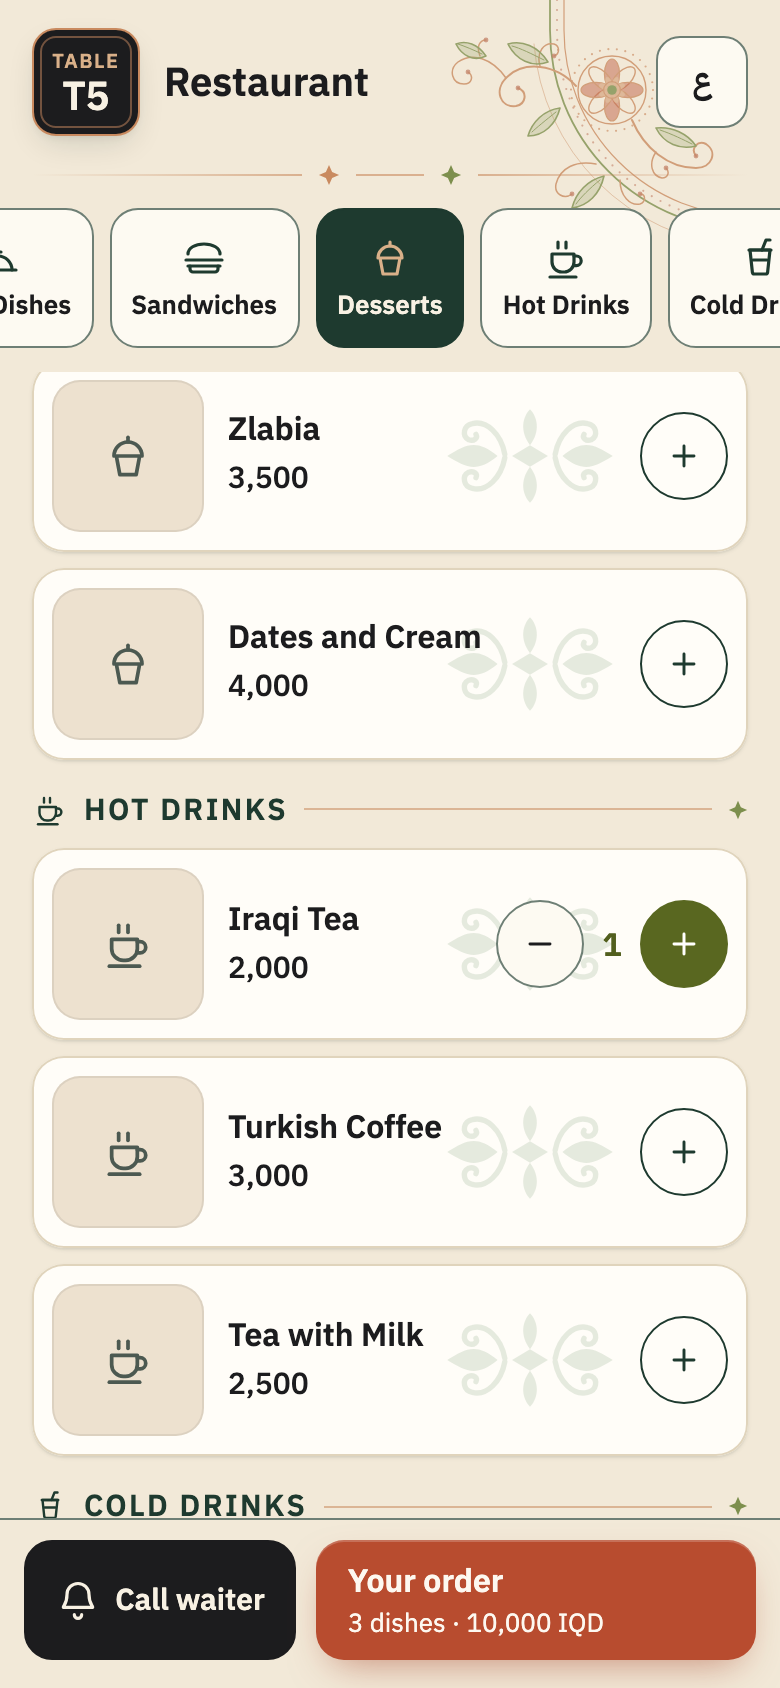 TABLE
T5
Restaurant
ع
Dishes
Sandwiches
Desserts
Hot Drinks
Cold Dr
Zlabia
3,500
Dates and Cream
4,000
HOT DRINKS
Iraqi Tea
2,000
1
Turkish Coffee
3,000
Tea with Milk
2,500
COLD DRINKS
Call waiter
Your order
3 dishes · 10,000 IQD